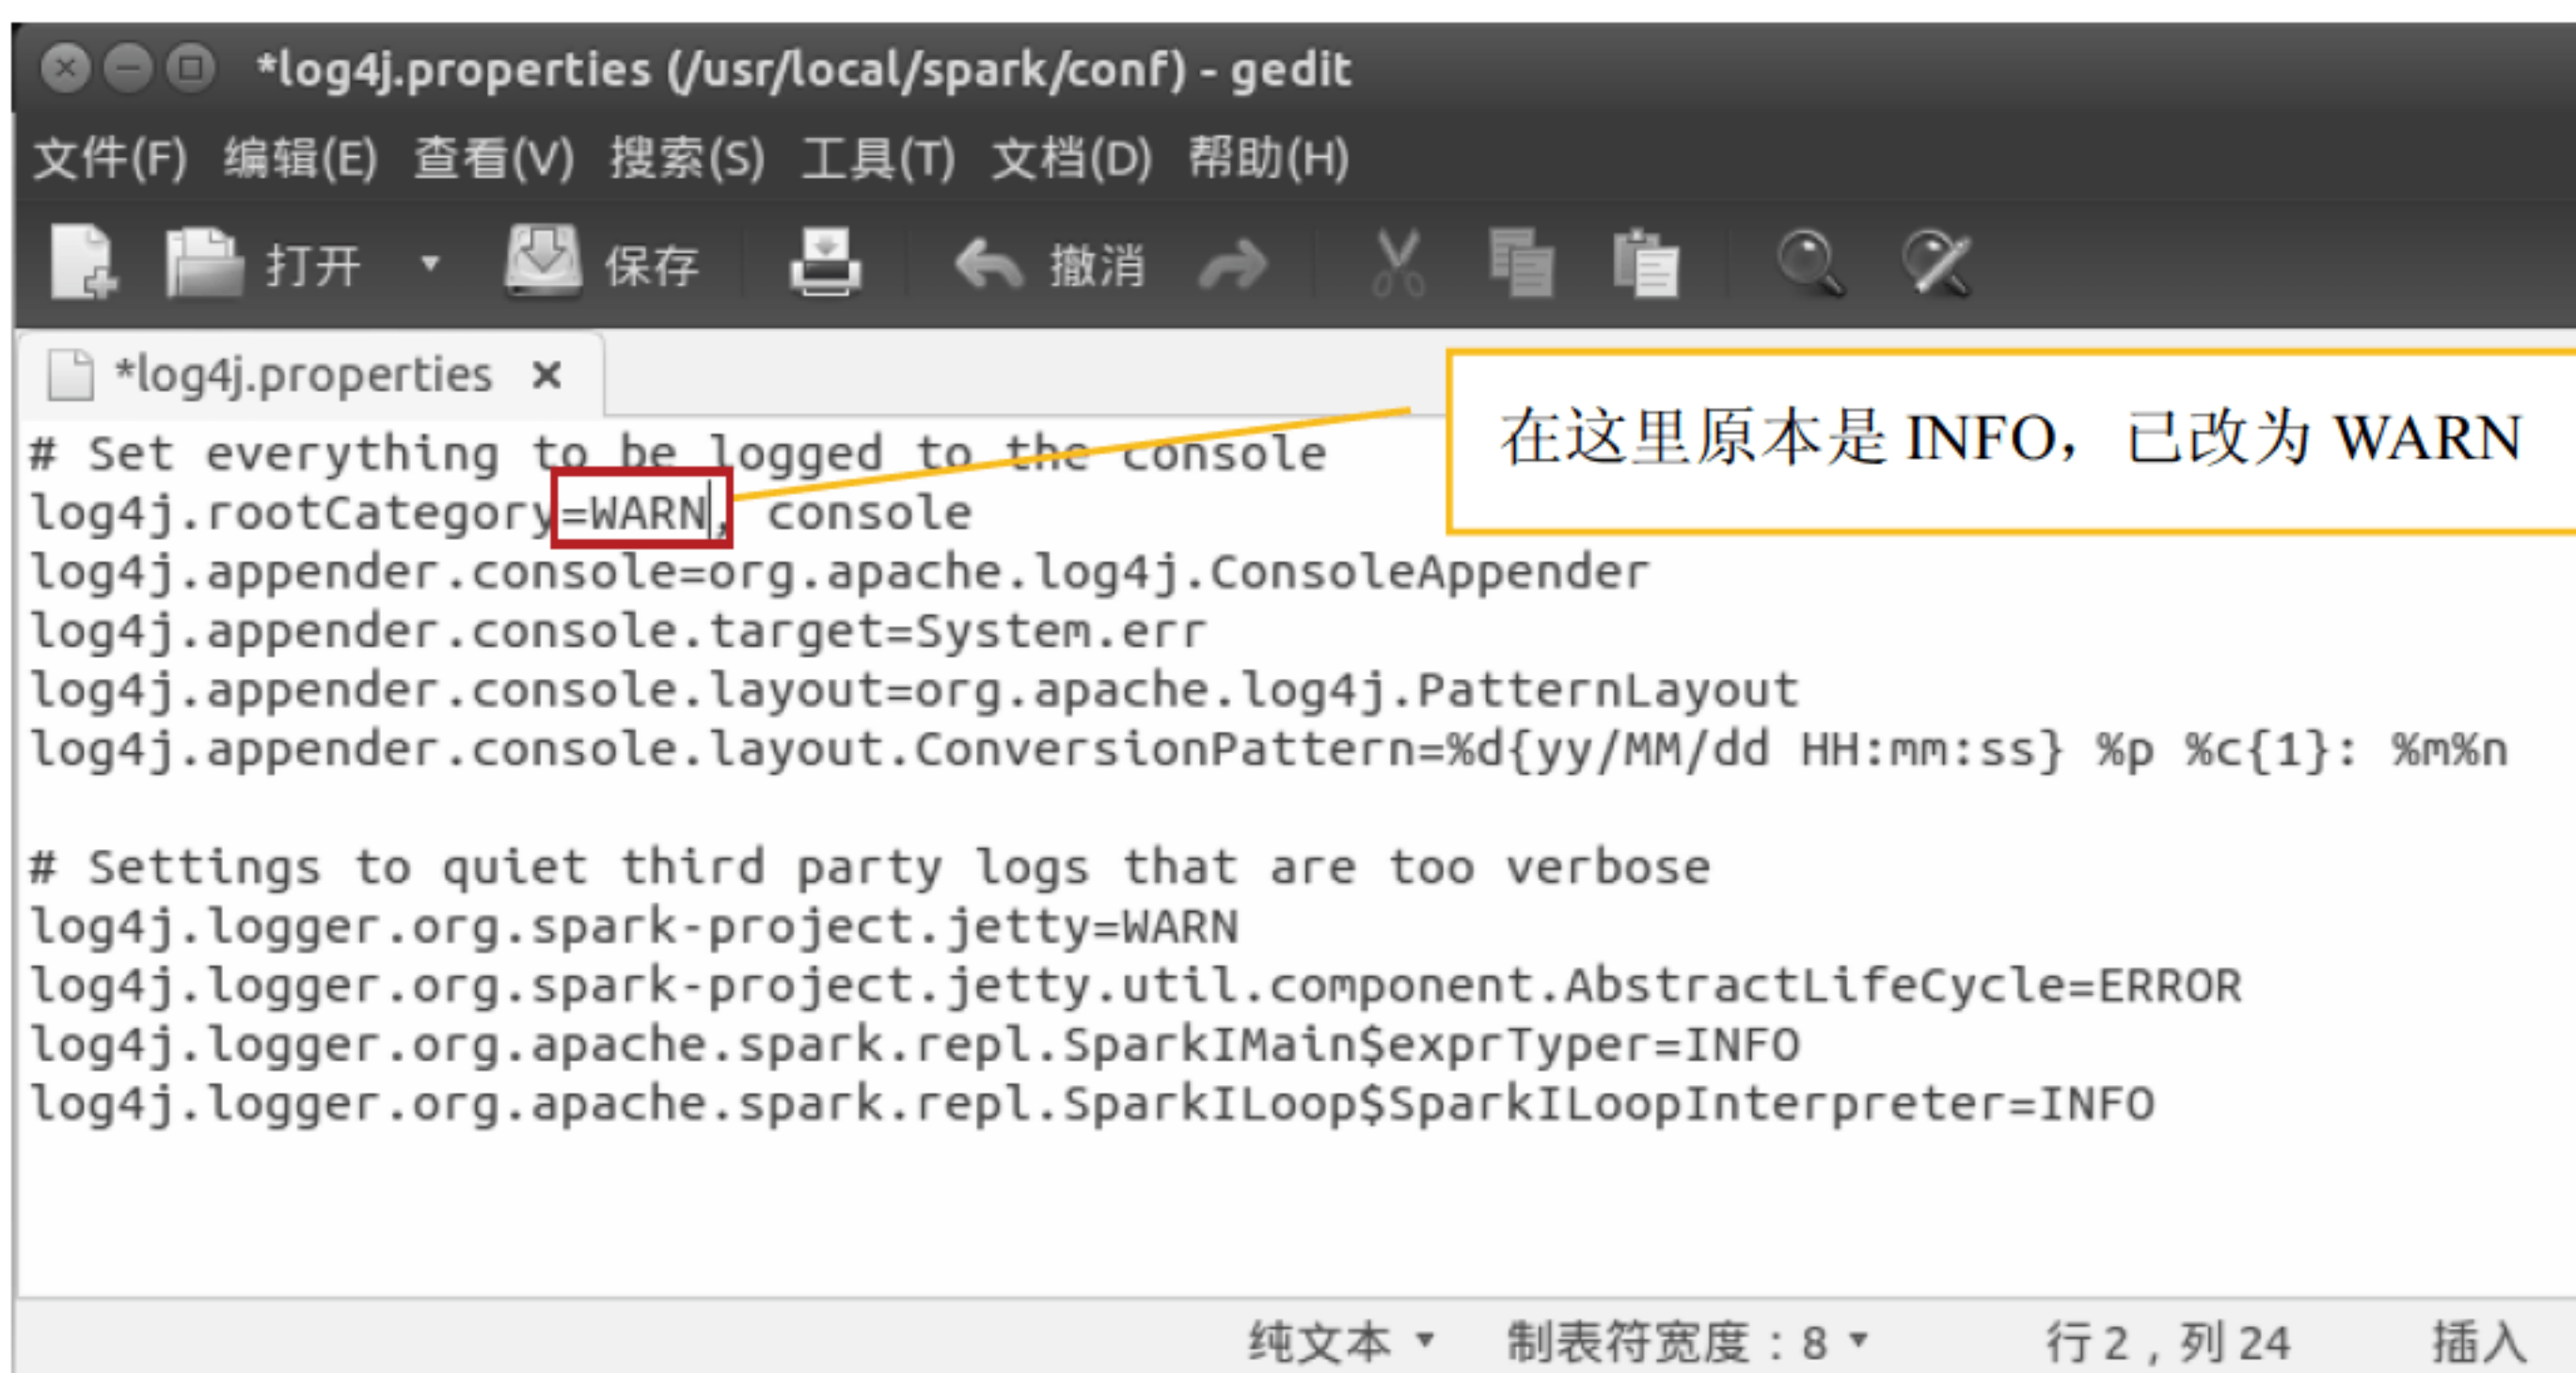 *log4j.properties (/usr/local/spark/conf) - gedit
文件(F) 编辑(E) 查看(V) 搜索(S) 工具(T) 文档(D) 帮助(H)
打开 保存 撤消
*log4j.properties ×
在这里原本是 INFO，已改为 WARN
# Set everything to be logged to the console
log4j.rootCategory=WARN, console
log4j.appender.console=org.apache.log4j.ConsoleAppender
log4j.appender.console.target=System.err
log4j.appender.console.layout=org.apache.log4j.PatternLayout
log4j.appender.console.layout.ConversionPattern=%d{yy/MM/dd HH:mm:ss} %p %c{1}: %m%n
# Settings to quiet third party logs that are too verbose
log4j.logger.org.spark-project.jetty=WARN
log4j.logger.org.spark-project.jetty.util.component.AbstractLifeCycle=ERROR
log4j.logger.org.apache.spark.repl.SparkIMain$exprTyper=INFO
log4j.logger.org.apache.spark.repl.SparkILoop$SparkILoopInterpreter=INFO
纯文本 制表符宽度：8 行 2，列 24 插入